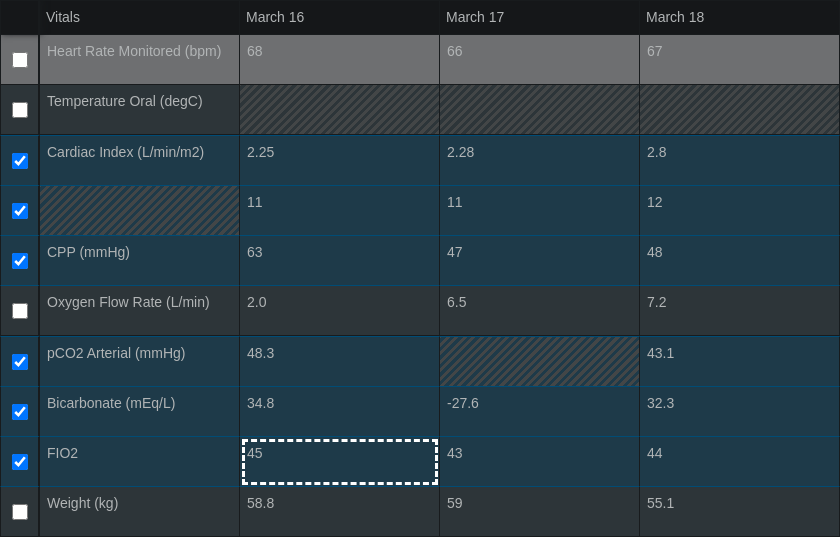 Vitals March 16 March 17 March 18
Heart Rate Monitored (bpm) 68 66 67
Temperature Oral (degC)
Cardiac Index (L/min/m2) 2.25 2.28 2.8
11 11 12
CPP (mmHg) 63 47 48
Oxygen Flow Rate (L/min) 2.0 6.5 7.2
pCO2 Arterial (mmHg) 48.3 43.1
Bicarbonate (mEq/L) 34.8 -27.6 32.3
FIO2 45 43 44
Weight (kg) 58.8 59 55.1